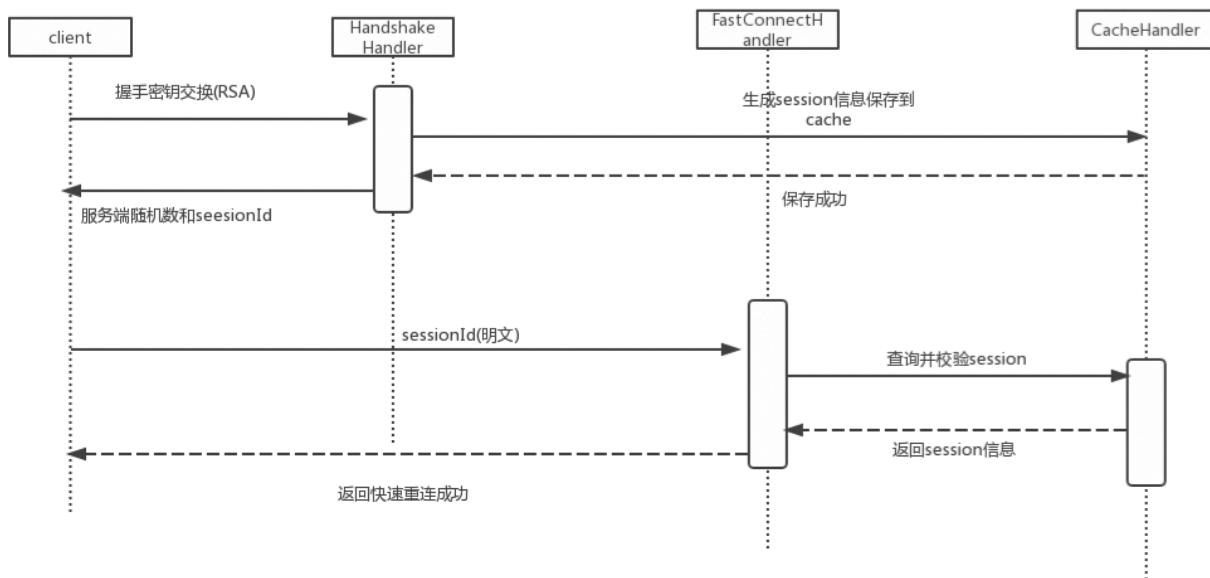 client
Handshake
Handler
FastConnectH
andler
CacheHandler
握手密钥交换(RSA)
生成session信息保存到
cache
保存成功
服务端随机数和seesionId
sessionId(明文)
查询并校验session
返回session信息
返回快速重连成功